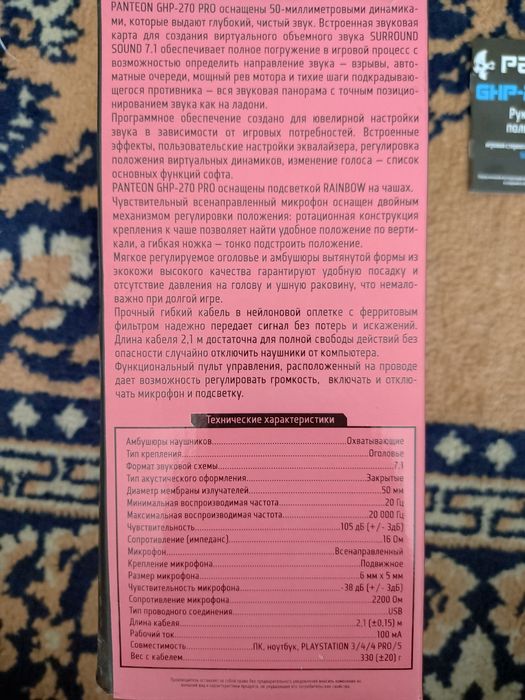 PANTEON GHP-270 PRO оснащены 50-миллиметровыми динамика-
ми, которые выдают глубокий, чистый звук. Встроенная звуковая
карта для создания виртуального объемного звука SURROUND
SOUND 7.1 обеспечивает полное погружение в игровой процесс с
возможностью определить направление звука — взрывы, авто-
матные очереди, мощный рев мотора и тихие шаги подкрадываю-
щегося противника — вся звуковая панорама с точным позицио-
нированием звука как на ладони.
Программное обеспечение создано для ювелирной настройки
звука в зависимости от игровых потребностей. Встроенные
эффекты, пользовательские настройки эквалайзера, регулировка
положения виртуальных динамиков, изменение голоса — список
основных функций софта.
PANTEON GHP-270 PRO оснащены подсветкой RAINBOW на чашах.
Чувствительный всенаправленный микрофон оснащен двойным
механизмом регулировки положения: ротационная конструкция
крепления к чаше позволяет найти удобное положение по верти-
кали, а гибкая ножка — тонко подстроить положение.
Мягкое регулируемое оголовье и амбушюры вытянутой формы из
экокожи высокого качества гарантируют удобную посадку и
отсутствие давления на голову и ушную раковину, что немало-
важно при долгой игре.
Прочный гибкий кабель в нейлоновой оплетке с ферритовым
фильтром надежно передает сигнал без потерь и искажений.
Длина кабеля 2,1 м достаточна для полной свободы действий без
опасности случайно отключить наушники от компьютера.
Функциональный пульт управления, расположенный на проводе
дает возможность регулировать громкость, включать и отклю-
чать микрофон и подсветку.
Технические характеристики
Амбушюры наушников Охватывающие
Тип крепления Оголовье
Формат звуковой схемы 7.1
Тип акустического оформления Закрытые
Диаметр мембраны излучателей 50 мм
Минимальная воспроизводимая частота 20 Гц
Максимальная воспроизводимая частота 20 000 Гц
Чувствительность 105 дБ (+/- 3дБ)
Сопротивление (импеданс) 16 Ом
Микрофон Всенаправленный
Крепление микрофона Подвижное
Размер микрофона 6 мм x 5 мм
Чувствительность микрофона -38 дБ (+/- 3дБ)
Сопротивление микрофона 2200 Ом
Тип проводного соединения USB
Длина кабеля 2,1 (±0,15) м
Рабочий ток 100 мА
Совместимость ПК, ноутбук, PLAYSTATION 3/4/4 PRO/5
Вес с кабелем 330 (±20) г